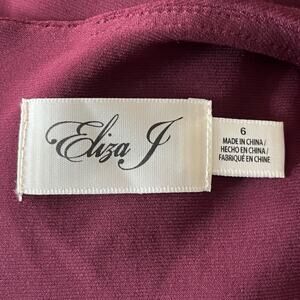 Eliza J
6
MADE IN CHINA /
HECHO EN CHINA /
FABRIQUÉ EN CHINE